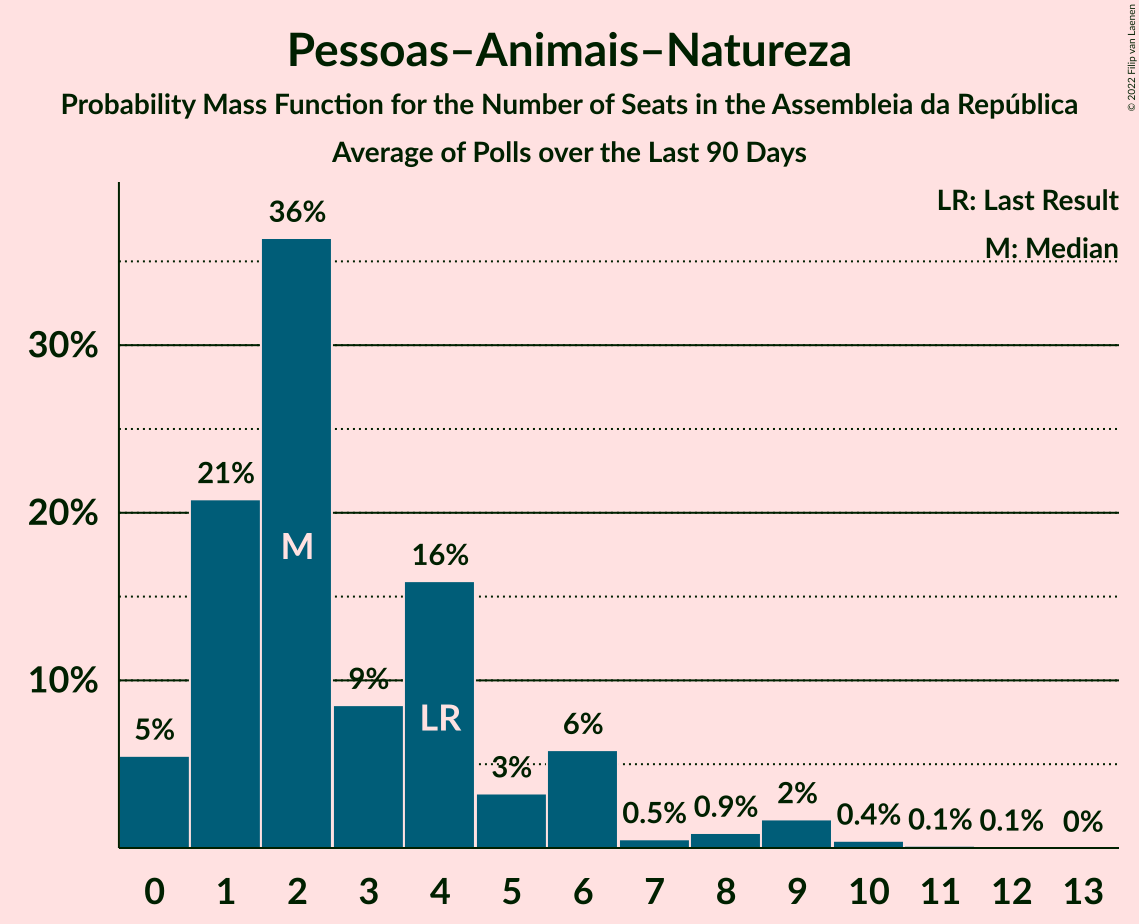 Pessoas–Animais–Natureza
Probability Mass Function for the Number of Seats in the Assembleia da República
Average of Polls over the Last 90 Days
© 2022 Filip van Laenen
LR: Last Result
M: Median
36%
30%
21%
20%
M
16%
10%
9%
LR
5%
6%
3%
2%
0.5%
0.9%
0.4%
0.1%
0.1%
0%
0 1 2 3 4 5 6 7 8 9 10 11 12 13